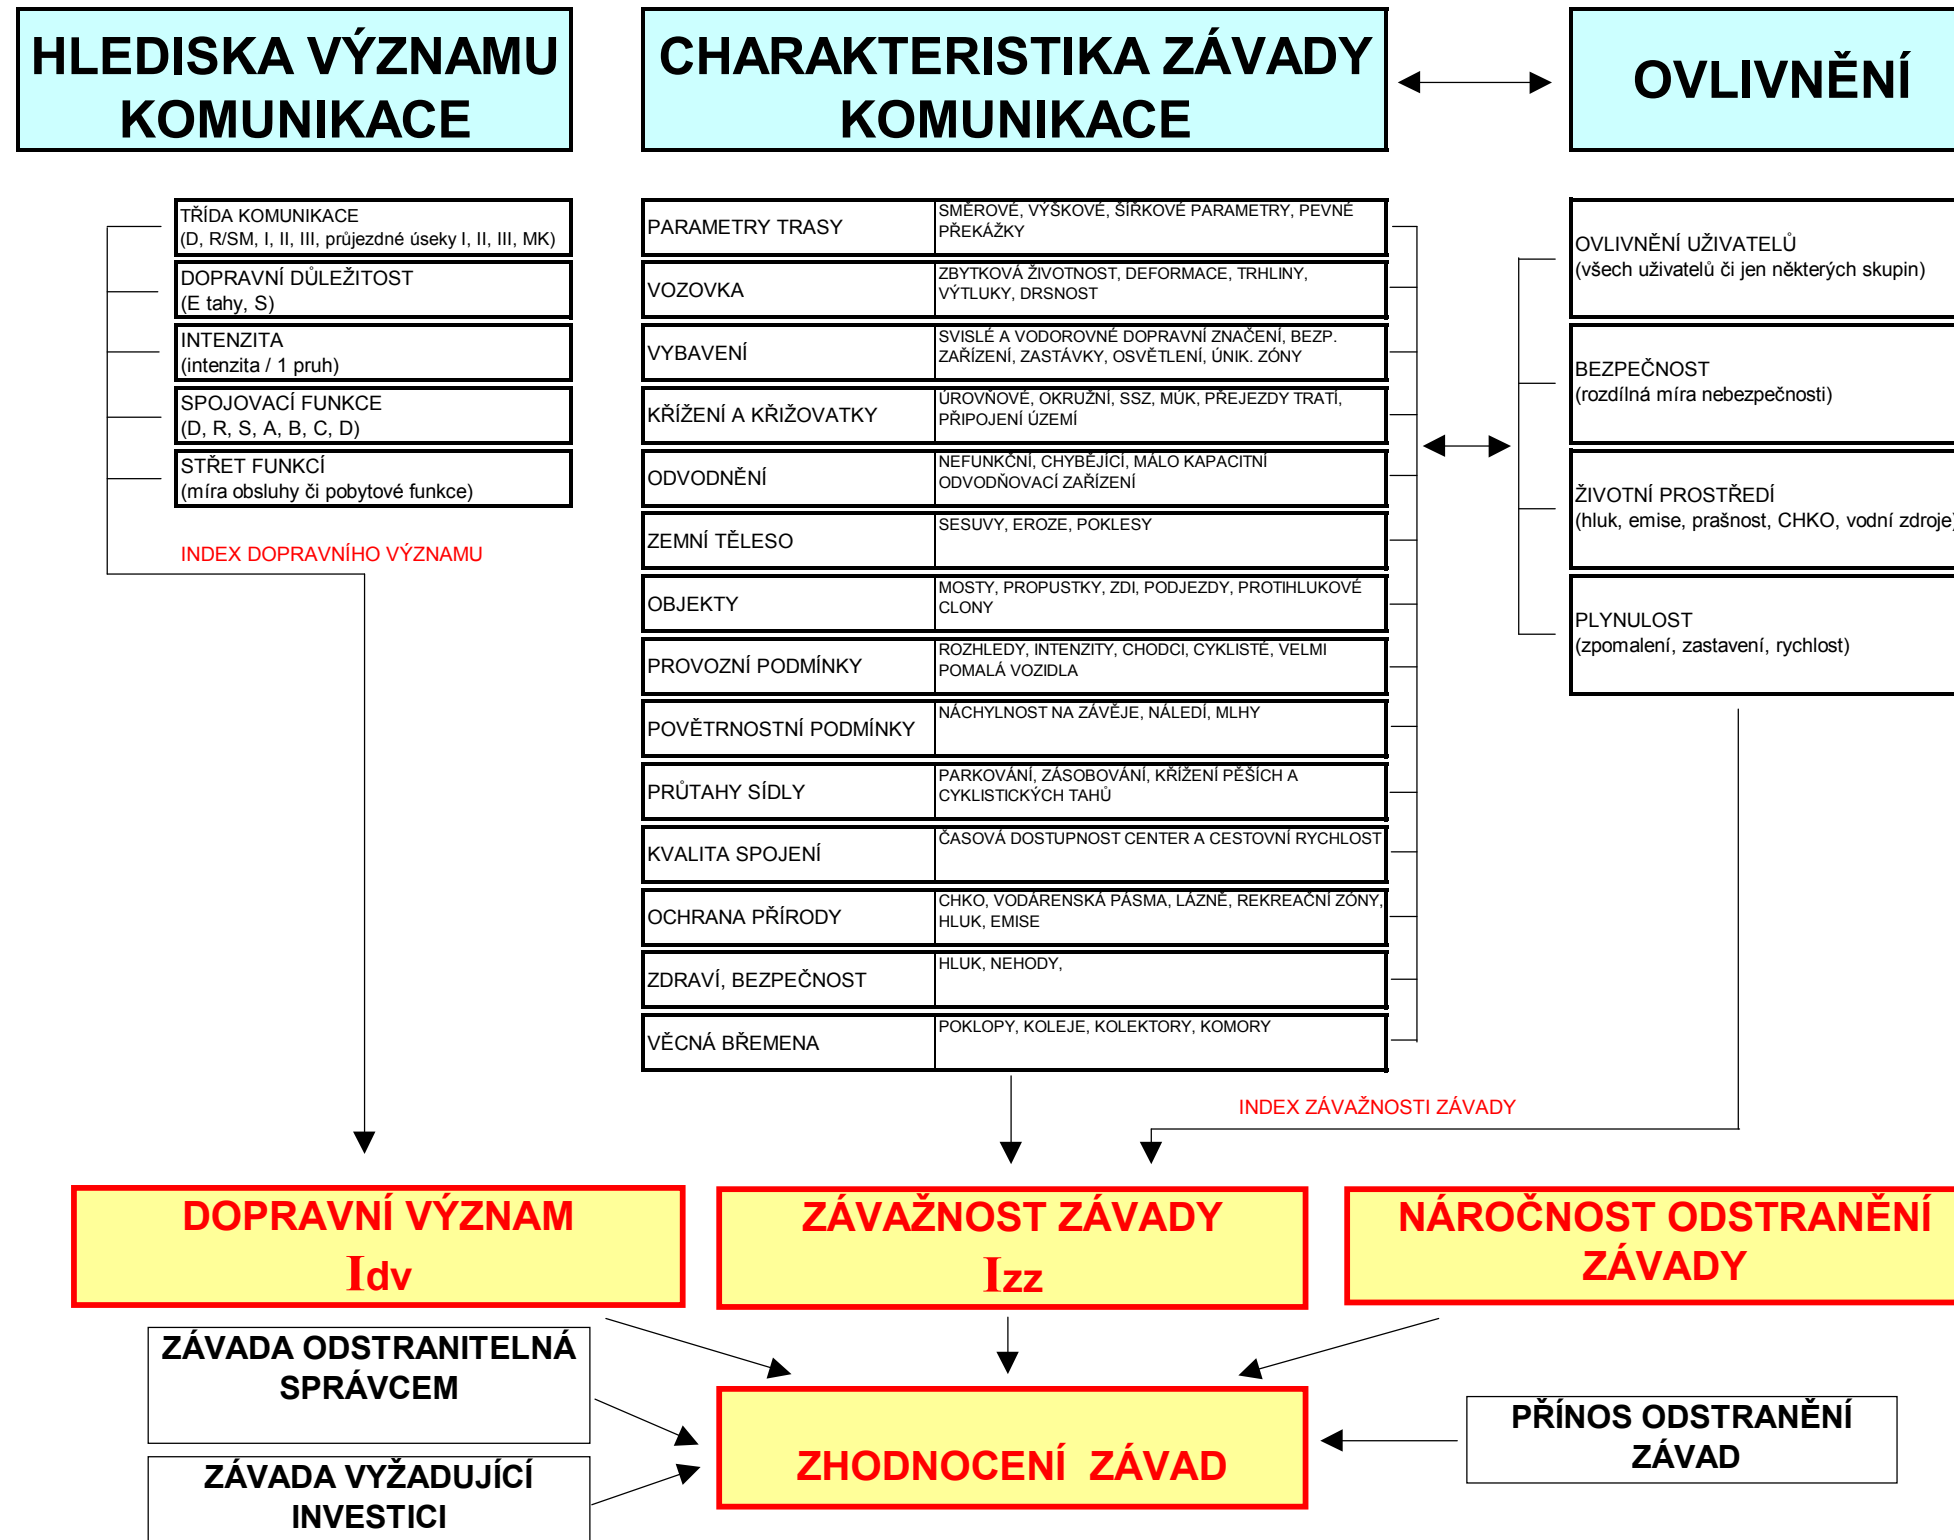 HLEDISKA VÝZNAMU
KOMUNIKACE
CHARAKTERISTIKA ZÁVADY
KOMUNIKACE
OVLIVNĚNÍ
TŘÍDA KOMUNIKACE
(D, R/SM, I, II, III, průjezdné úseky I, II, III, MK)
DOPRAVNÍ DŮLEŽITOST
(E tahy, S)
INTENZITA
(intenzita / 1 pruh)
SPOJOVACÍ FUNKCE
(D, R, S, A, B, C, D)
STŘET FUNKCÍ
(míra obsluhy či pobytové funkce)
INDEX DOPRAVNÍHO VÝZNAMU
PARAMETRY TRASY
SMĚROVÉ, VÝŠKOVÉ, ŠÍŘKOVÉ PARAMETRY, PEVNÉ
PŘEKÁŽKY
VOZOVKA
ZBYTKOVÁ ŽIVOTNOST, DEFORMACE, TRHLINY,
VÝTLUKY, DRSNOST
VYBAVENÍ
SVISLÉ A VODOROVNÉ DOPRAVNÍ ZNAČENÍ, BEZP.
ZAŘÍZENÍ, ZASTÁVKY, OSVĚTLENÍ, ÚNIK. ZÓNY
KŘÍŽENÍ A KŘIŽOVATKY
ÚROVŇOVÉ, OKRUŽNÍ, SSZ, MÚK, PŘEJEZDY TRATÍ,
PŘIPOJENÍ ÚZEMÍ
ODVODNĚNÍ
NEFUNKČNÍ, CHYBĚJÍCÍ, MÁLO KAPACITNÍ
ODVODŇOVACÍ ZAŘÍZENÍ
ZEMNÍ TĚLESO
SESUVY, EROZE, POKLESY
OBJEKTY
MOSTY, PROPUSTKY, ZDI, PODJEZDY, PROTIHLUKOVÉ
CLONY
PROVOZNÍ PODMÍNKY
ROZHLEDY, INTENZITY, CHODCI, CYKLISTÉ, VELMI
POMALÁ VOZIDLA
POVĚTRNOSTNÍ PODMÍNKY
NÁCHYLNOST NA ZÁVĚJE, NÁLEDÍ, MLHY
PRŮTAHY SÍDLY
PARKOVÁNÍ, ZÁSOBOVÁNÍ, KŘÍŽENÍ PĚŠÍCH A
CYKLISTICKÝCH TAHŮ
KVALITA SPOJENÍ
ČASOVÁ DOSTUPNOST CENTER A CESTOVNÍ RYCHLOST
OCHRANA PŘÍRODY
CHKO, VODÁRENSKÁ PÁSMA, LÁZNĚ, REKREAČNÍ ZÓNY,
HLUK, EMISE
ZDRAVÍ, BEZPEČNOST
HLUK, NEHODY,
VĚCNÁ BŘEMENA
POKLOPY, KOLEJE, KOLEKTORY, KOMORY
OVLIVNĚNÍ UŽIVATELŮ
(všech uživatelů či jen některých skupin)
BEZPEČNOST
(rozdílná míra nebezpečnosti)
ŽIVOTNÍ PROSTŘEDÍ
(hluk, emise, prašnost, CHKO, vodní zdroje)
PLYNULOST
(zpomalení, zastavení, rychlost)
INDEX ZÁVAŽNOSTI ZÁVADY
DOPRAVNÍ VÝZNAM
Idv
ZÁVAŽNOST ZÁVADY
Izz
NÁROČNOST ODSTRANĚNÍ
ZÁVADY
ZÁVADA ODSTRANITELNÁ
SPRÁVCEM
ZÁVADA VYŽADUJÍCÍ
INVESTICI
ZHODNOCENÍ ZÁVAD
PŘÍNOS ODSTRANĚNÍ
ZÁVAD